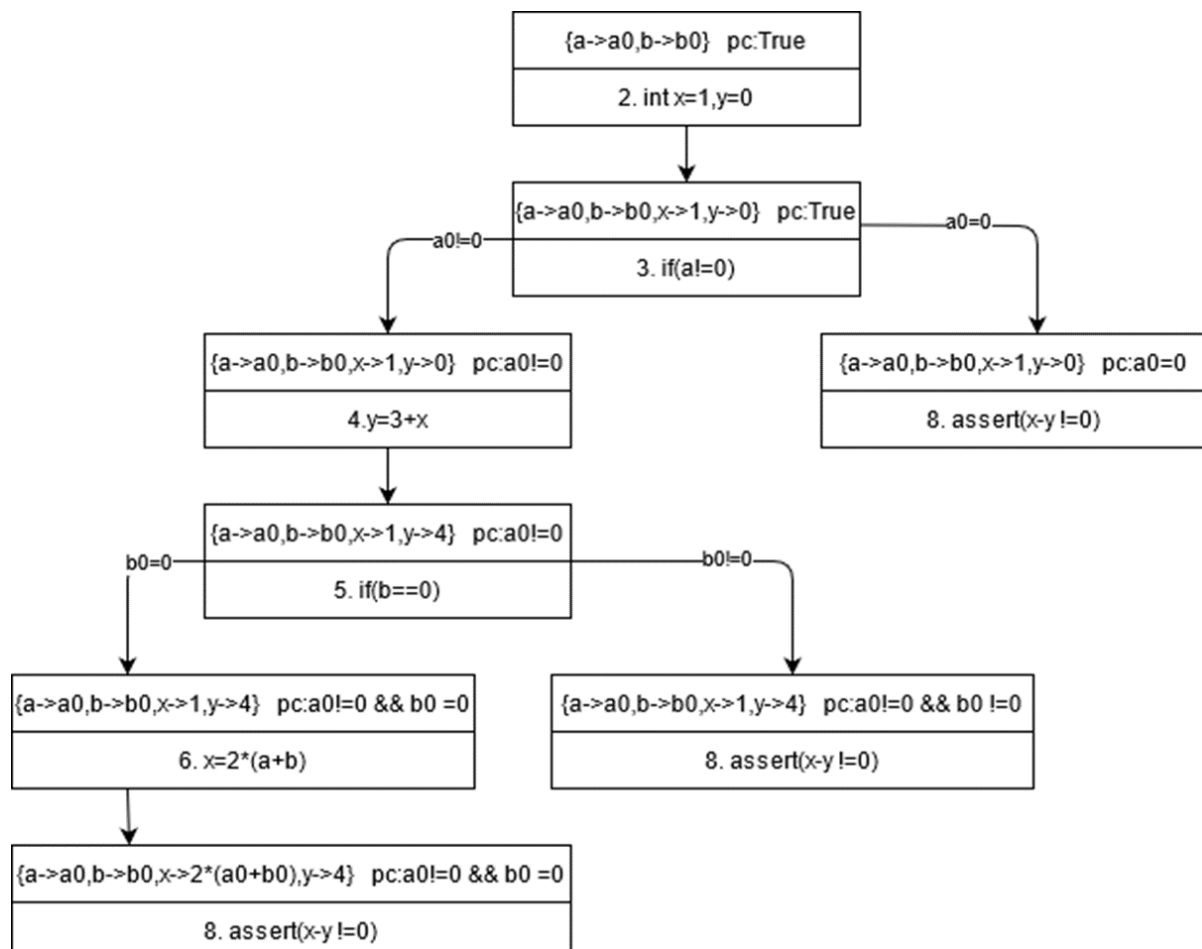 {a->a0,b->b0} pc:True
2. int x=1,y=0
{a->a0,b->b0,x->1,y->0} pc:True
a0!=0
a0=0
3. if(a!=0)
{a->a0,b->b0,x->1,y->0} pc:a0!=0
{a->a0,b->b0,x->1,y->0} pc:a0=0
4.y=3+x
8. assert(x-y !=0)
{a->a0,b->b0,x->1,y->4} pc:a0!=0
b0=0
b0!=0
5. if(b==0)
{a->a0,b->b0,x->1,y->4} pc:a0!=0 && b0 =0
{a->a0,b->b0,x->1,y->4} pc:a0!=0 && b0 !=0
6. x=2*(a+b)
8. assert(x-y !=0)
{a->a0,b->b0,x->2*(a0+b0),y->4} pc:a0!=0 && b0 =0
8. assert(x-y !=0)